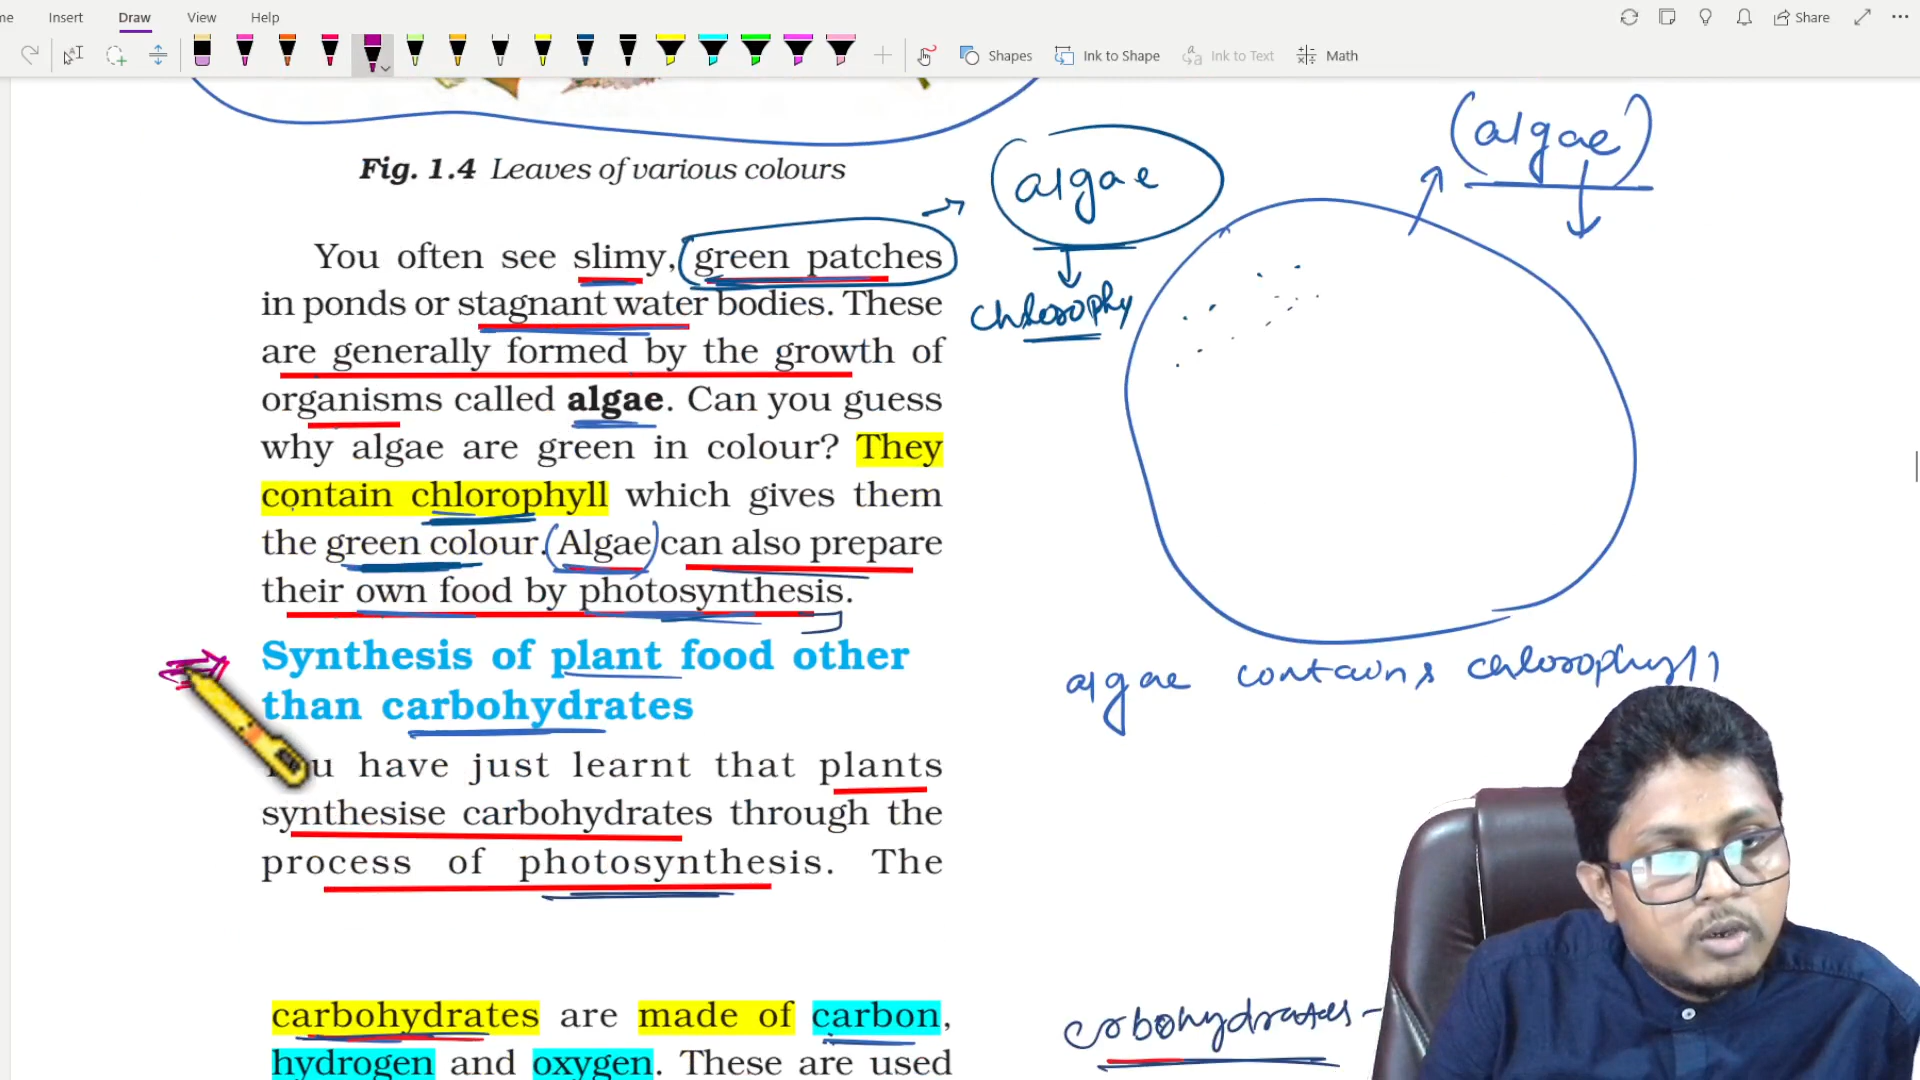 Insert Draw View Help
Share
Shapes Ink to Shape Ink to Text Math
Fig. 1.4 Leaves of various colours
You often see slimy, green patches
in ponds or stagnant water bodies. These
are generally formed by the growth of
organisms called algae. Can you guess
why algae are green in colour? They
contain chlorophyll which gives them
the green colour. (Algae) can also prepare
their own food by photosynthesis.
Synthesis of plant food other
than carbohydrates
have just learnt that plants
synthesise carbohydrates through the
process of photosynthesis. The
carbohydrates are made of carbon,
hydrogen and oxygen. These are used
algae
chlorophy
(algae)
algae contains chlorophyll
carbohydrates -